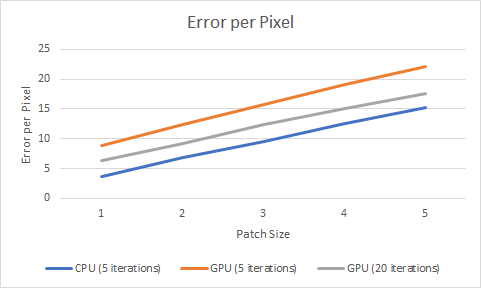 Error per Pixel
25
20
15
10
5
0
Error per Pixel
1 2 3 4 5
Patch Size
CPU (5 iterations) GPU (5 iterations) GPU (20 iterations)